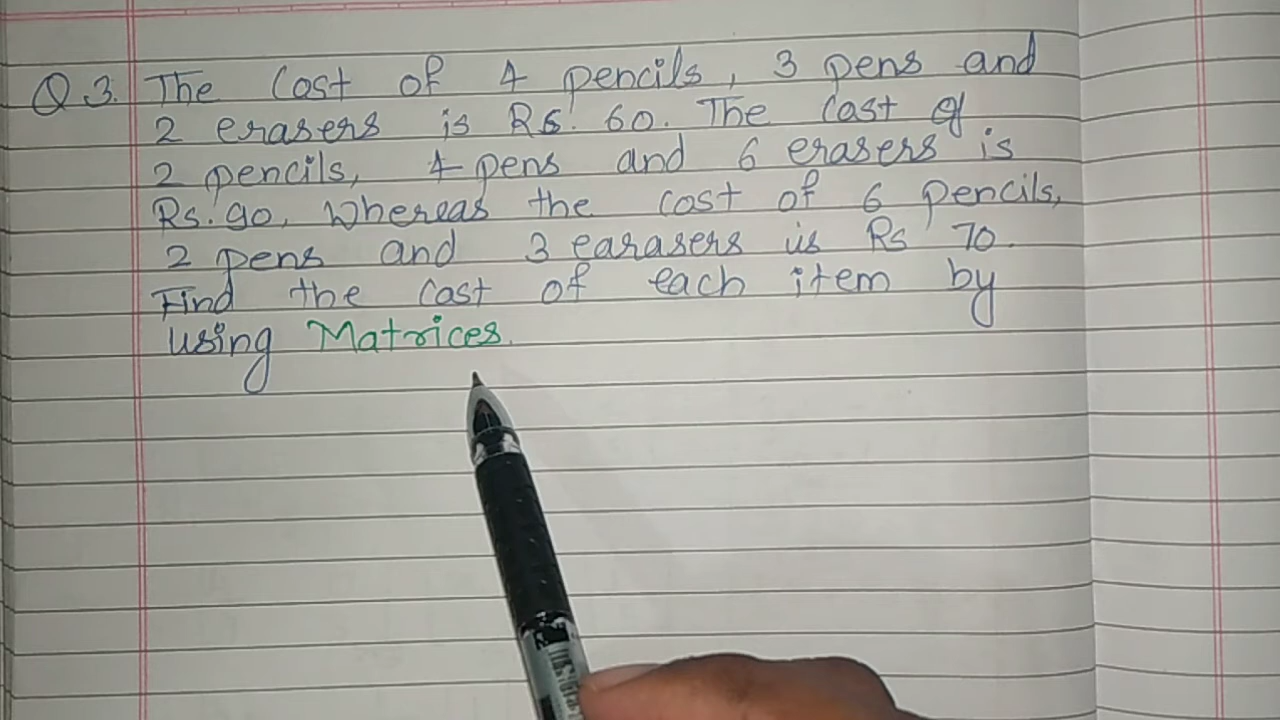 Q.3. The Cost of 4 pencils, 3 pens and
2 erasers is Rs. 60. The Cost of
2 pencils, 4 pens and 6 erasers is
Rs. 90, Whereas the cost of 6 pencils,
2 pens and 3 earasers is Rs 70.
Find the Cost of each item by
using Matrices.